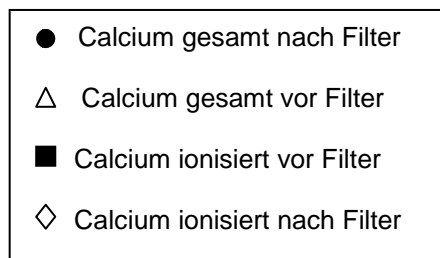 Calcium gesamt nach Filter
Calcium gesamt vor Filter
Calcium ionisiert vor Filter
Calcium ionisiert nach Filter